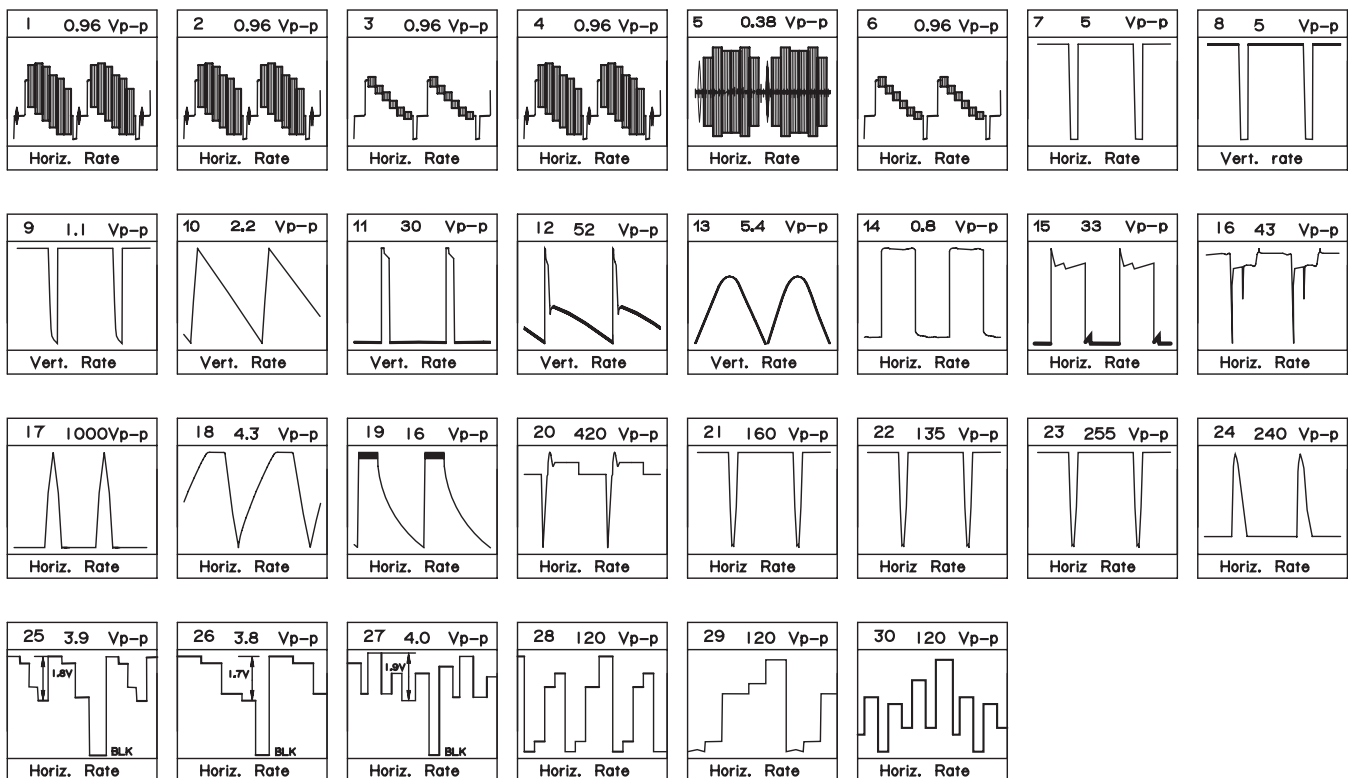 1 0.96 Vp-p
Horiz. Rate
2 0.96 Vp-p
Horiz. Rate
3 0.96 Vp-p
Horiz. Rate
4 0.96 Vp-p
Horiz. Rate
5 0.38 Vp-p
Horiz. Rate
6 0.96 Vp-p
Horiz. Rate
7 5 Vp-p
Horiz. Rate
8 5 Vp-p
Vert. rate
9 1.1 Vp-p
Vert. Rate
10 2.2 Vp-p
Vert. Rate
11 30 Vp-p
Vert. Rate
12 52 Vp-p
Vert. Rate
13 5.4 Vp-p
Vert. Rate
14 0.8 Vp-p
Horiz. Rate
15 33 Vp-p
Horiz. Rate
16 43 Vp-p
Horiz. Rate
17 1000Vp-p
Horiz. Rate
18 4.3 Vp-p
Horiz. Rate
19 16 Vp-p
Horiz. Rate
20 420 Vp-p
Horiz. Rate
21 160 Vp-p
Horiz. Rate
22 135 Vp-p
Horiz. Rate
23 255 Vp-p
Horiz. Rate
24 240 Vp-p
Horiz. Rate
25 3.9 Vp-p
1.8V
BLK
Horiz. Rate
26 3.8 Vp-p
1.7V
BLK
Horiz. Rate
27 4.0 Vp-p
1.9V
BLK
Horiz. Rate
28 120 Vp-p
Horiz. Rate
29 120 Vp-p
Horiz. Rate
30 120 Vp-p
Horiz. Rate